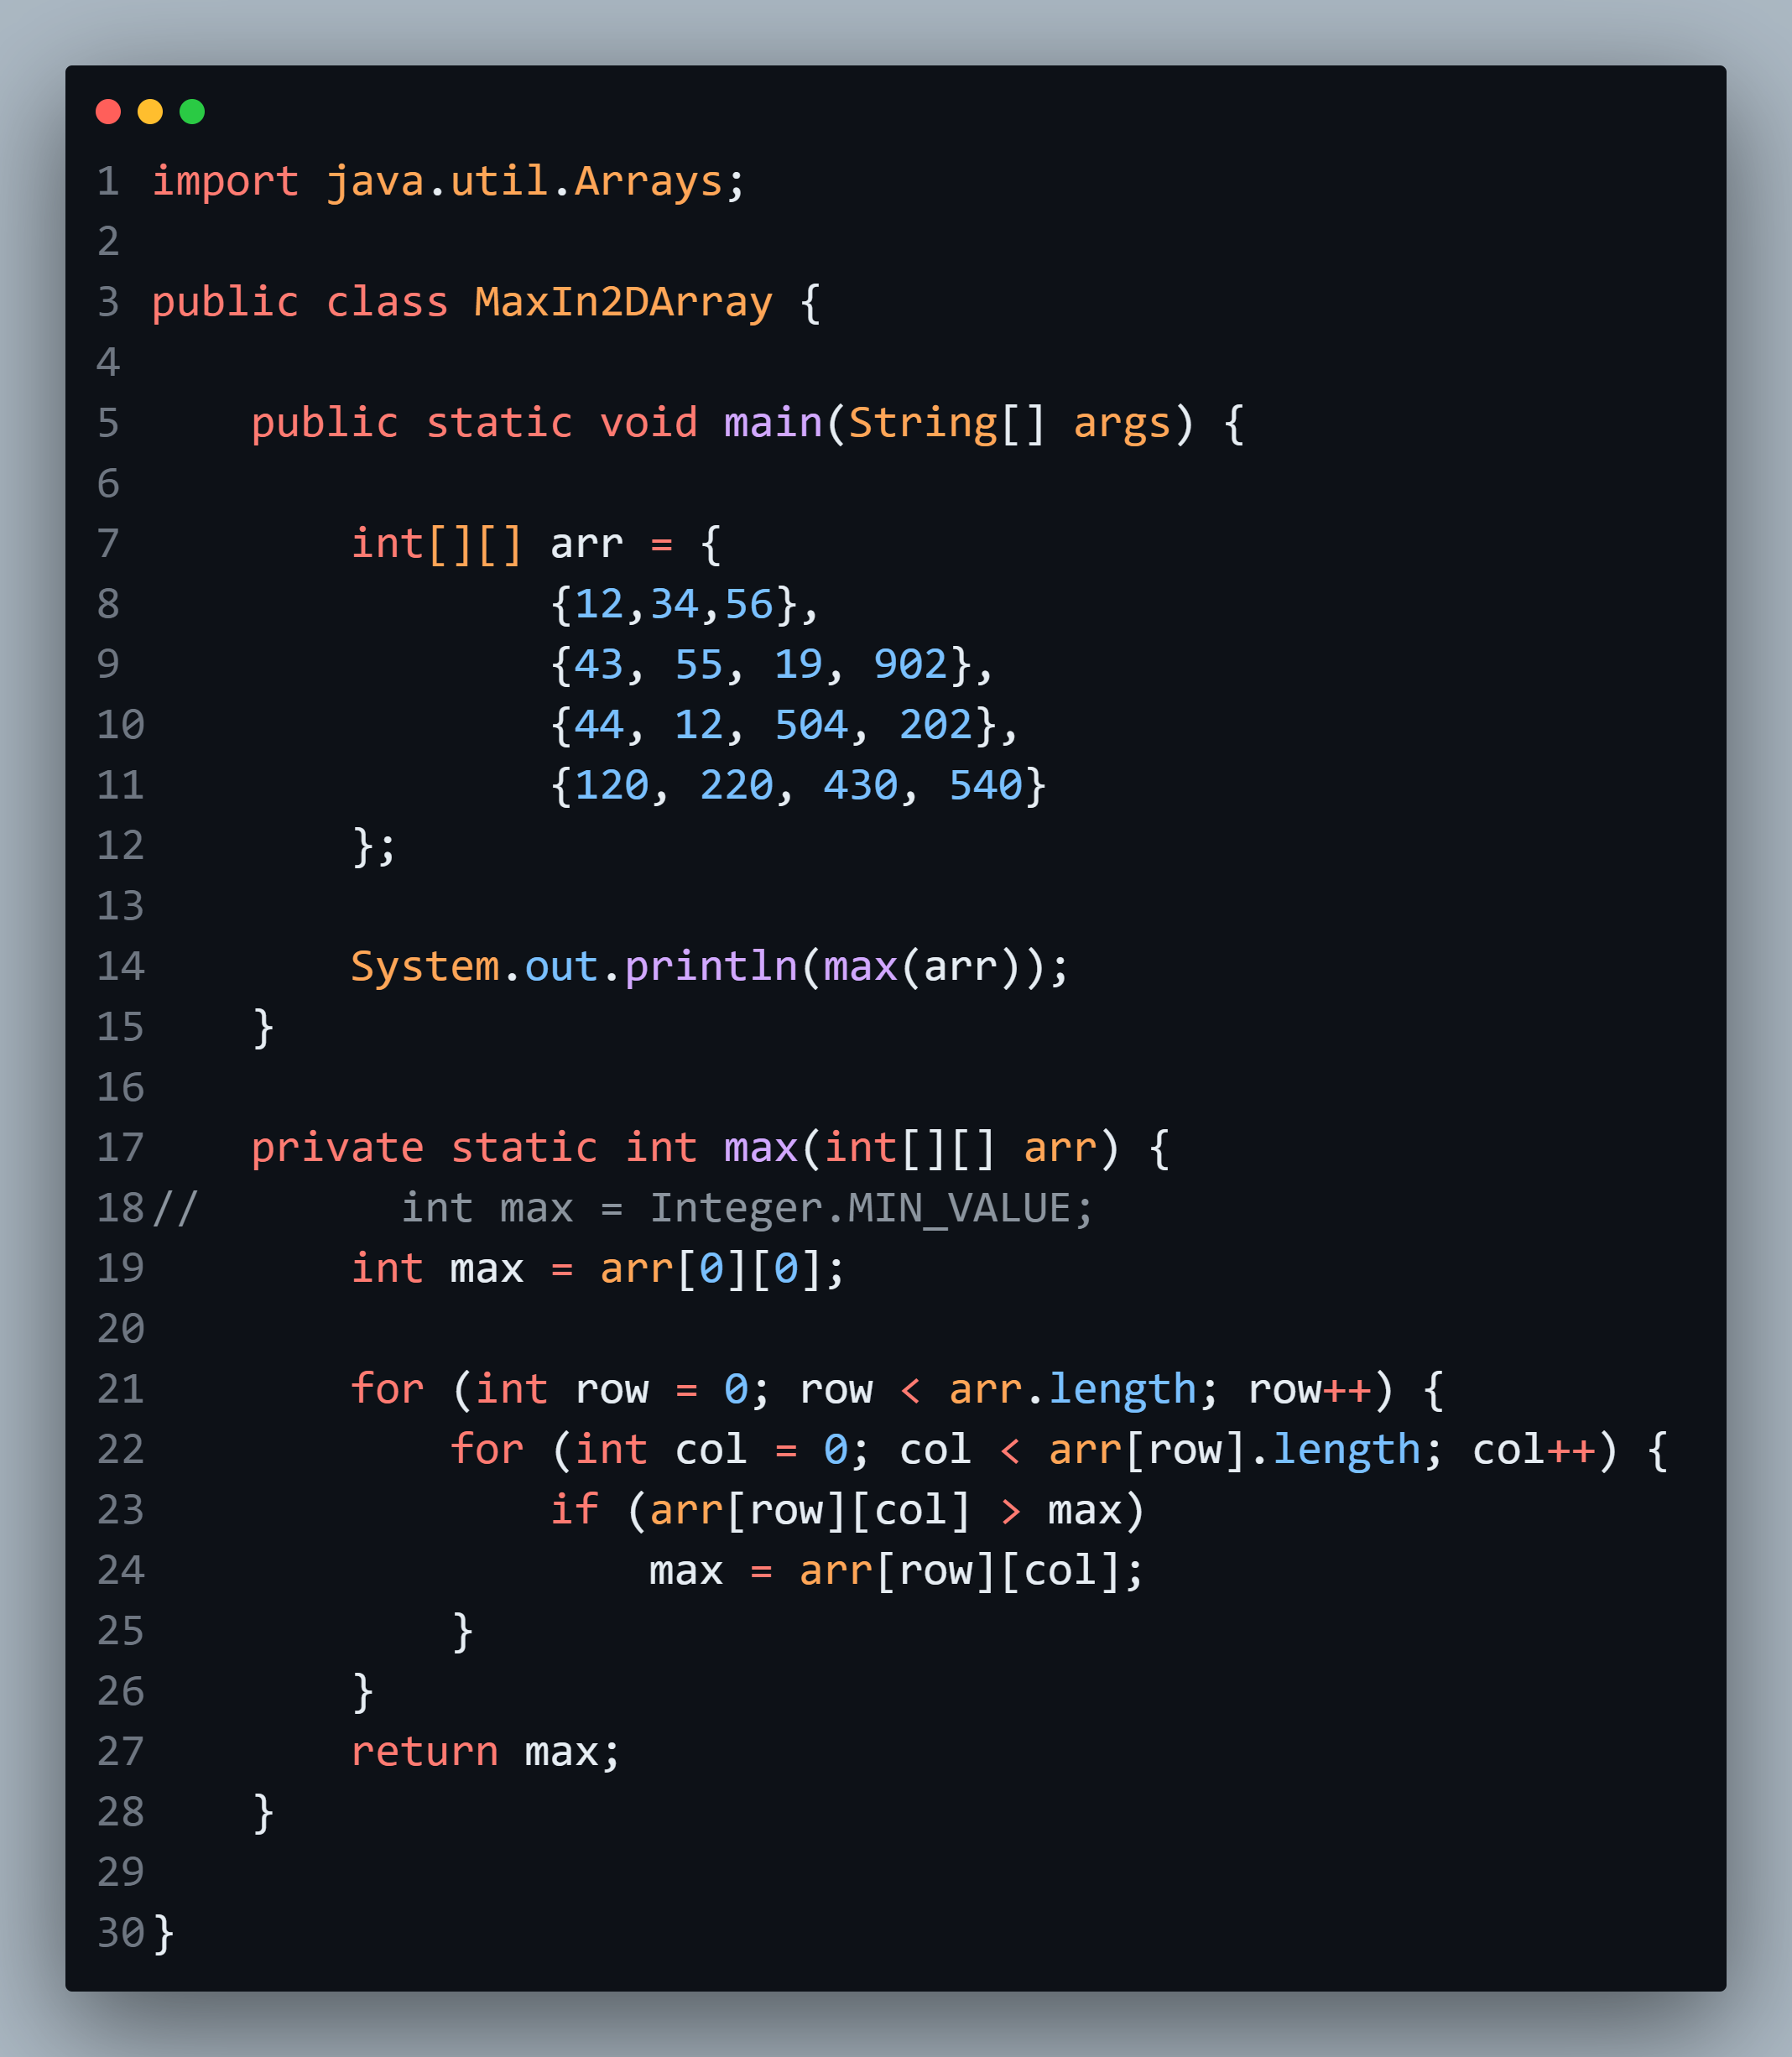 1 import java.util.Arrays;
2
3 public class MaxIn2DArray {
4
5     public static void main(String[] args) {
6
7         int[][] arr = {
8                 {12,34,56},
9                 {43, 55, 19, 902},
10                 {44, 12, 504, 202},
11                 {120, 220, 430, 540}
12         };
13
14         System.out.println(max(arr));
15     }
16
17     private static int max(int[][] arr) {
18 //        int max = Integer.MIN_VALUE;
19         int max = arr[0][0];
20
21         for (int row = 0; row < arr.length; row++) {
22             for (int col = 0; col < arr[row].length; col++) {
23                 if (arr[row][col] > max)
24                     max = arr[row][col];
25             }
26         }
27         return max;
28     }
29
30 }